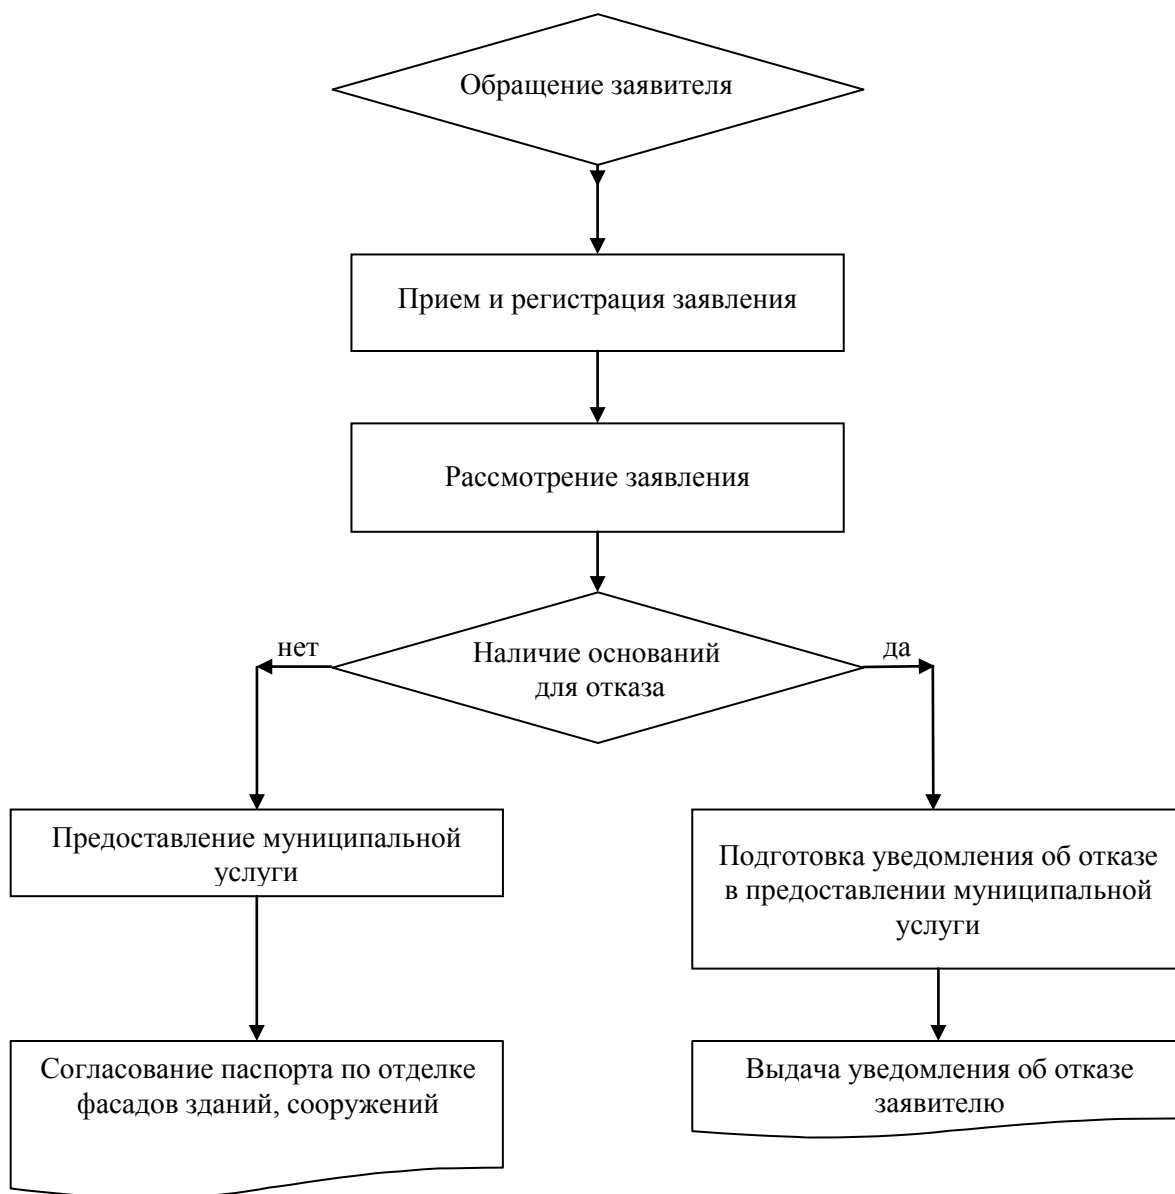 Обращение заявителя
Прием и регистрация заявления
Рассмотрение заявления
Наличие оснований
для отказа
нет
да
Предоставление муниципальной
услуги
Подготовка уведомления об отказе
в предоставлении муниципальной
услуги
Согласование паспорта по отделке
фасадов зданий, сооружений
Выдача уведомления об отказе
заявителю